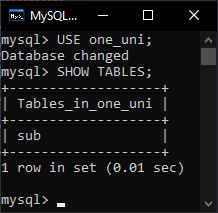 MySQL...
mysql> USE one_uni;
Database changed
mysql> SHOW TABLES;
+-------------------+
| Tables_in_one_uni |
+-------------------+
| sub               |
+-------------------+
1 row in set (0.01 sec)
mysql>